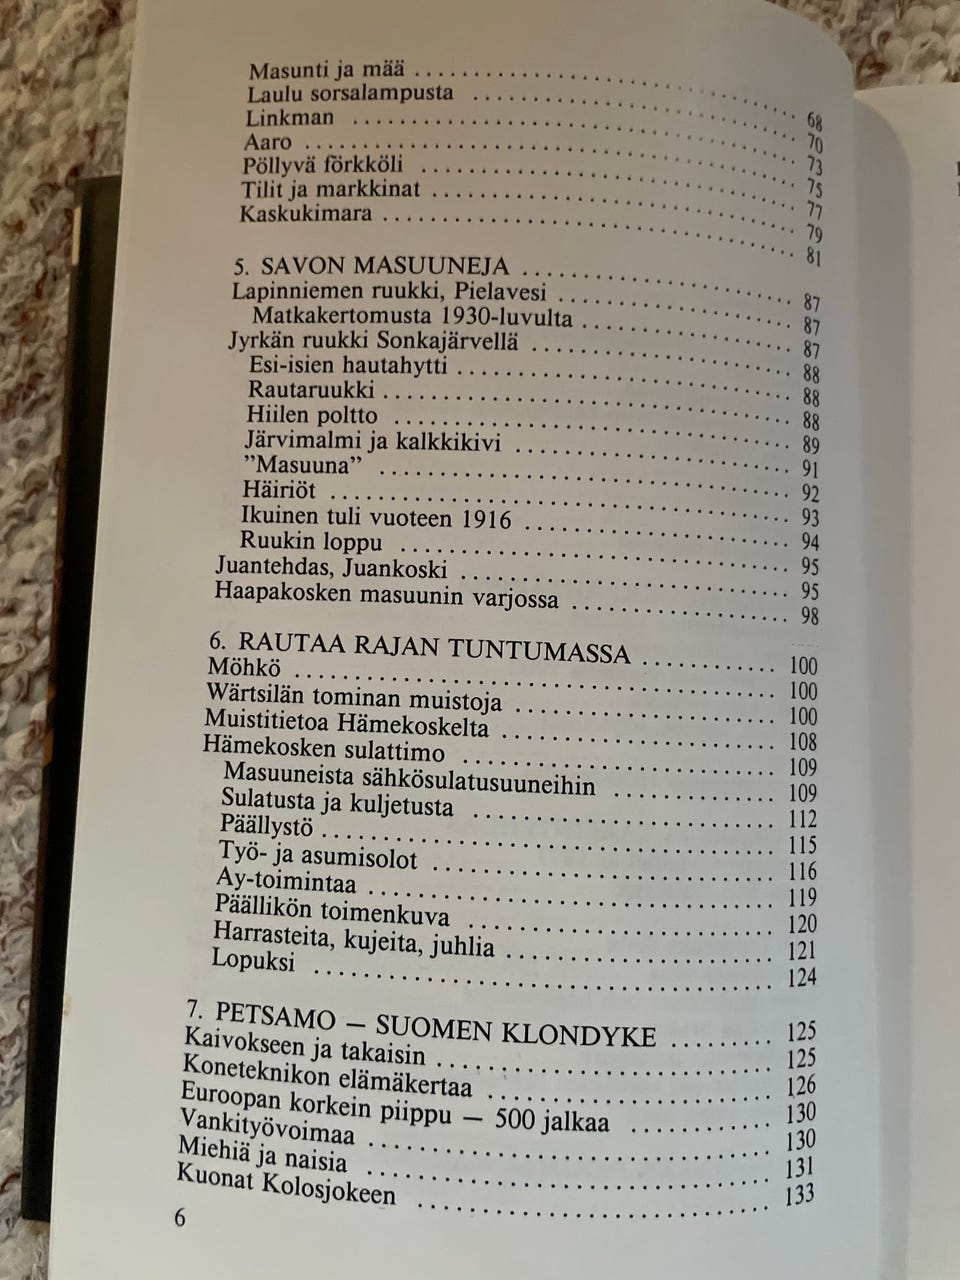 Masunti ja mää ........................ 68
Laulu sorsalampusta ........................ 70
Linkman ........................ 73
Aaro ........................ 75
Pöllyvä förkköli ........................ 77
Tilit ja markkinat ........................ 79
Kaskukimara ........................ 81
5. SAVON MASUUNEJA ........................ 87
Lapinniemen ruukki, Pielavesi ........................ 87
Matkakertomusta 1930-luvulta ........................ 87
Jyrkän ruukki Sonkajärvellä ........................ 88
Esi-isien hautahytti ........................ 88
Rautaruukki ........................ 88
Hiilen poltto ........................ 89
Järvimalmi ja kalkkikivi ........................ 91
”Masuuna” ........................ 92
Häiriöt ........................ 93
Ikuinen tuli vuoteen 1916 ........................ 94
Ruukin loppu ........................ 95
Juantehdas, Juankoski ........................ 95
Haapakosken masuunin varjossa ........................ 98
6. RAUTAA RAJAN TUNTUMASSA ............ 100
Möhkö ........................ 100
Wärtsilän tominan muistoja ........................ 100
Muistitietoa Hämekoskelta ........................ 108
Hämekosken sulattimo ........................ 109
Masuuneista sähkösulatusuuneihin ............ 109
Sulatusta ja kuljetusta ........................ 112
Päällystö ........................ 115
Työ- ja asumisolot ........................ 116
Ay-toimintaa ........................ 119
Päällikön toimenkuva ........................ 120
Harrasteita, kujeita, juhlia ........................ 121
Lopuksi ........................ 124
7. PETSAMO — SUOMEN KLONDYKE ......... 125
Kaivokseen ja takaisin ........................ 125
Koneteknikon elämäkertaa ........................ 126
Euroopan korkein piippu — 500 jalkaa ............ 130
Vankityövoimaa ........................ 130
Miehiä ja naisia ........................ 131
Kuonat Kolosjokeen ........................ 133
6